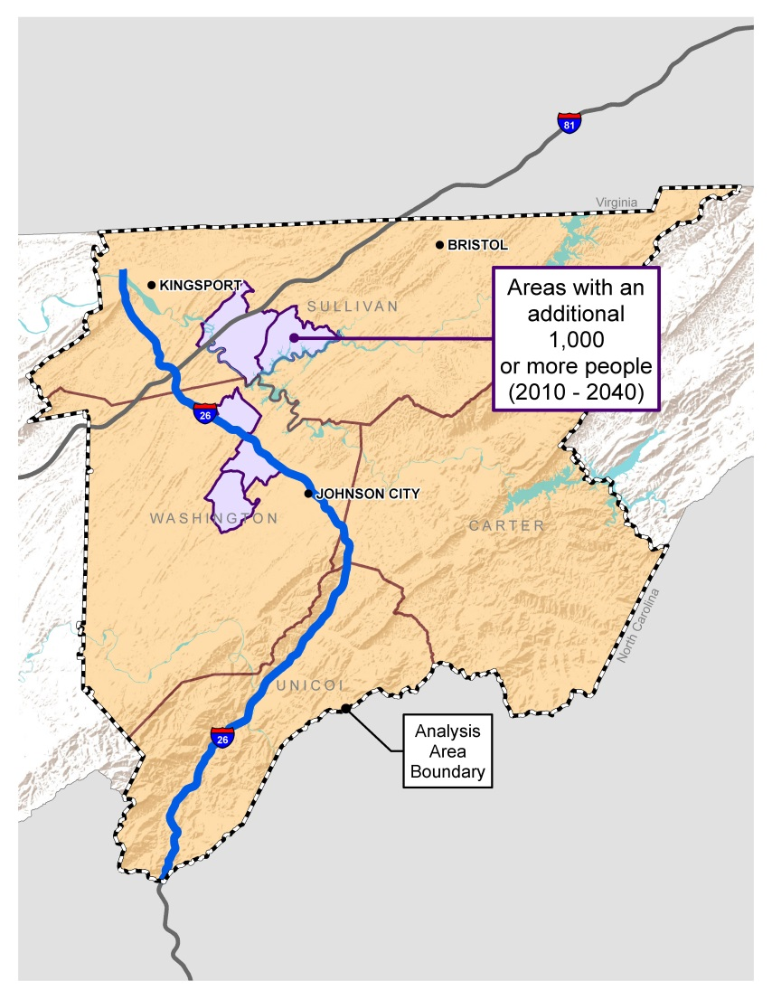 81
Virginia
BRISTOL
KINGSPORT
SULLIVAN
Areas with an
additional
1,000
or more people
(2010 - 2040)
26
JOHNSON CITY
WASHINGTON
CARTER
North Carolina
UNICOI
26
Analysis
Area
Boundary